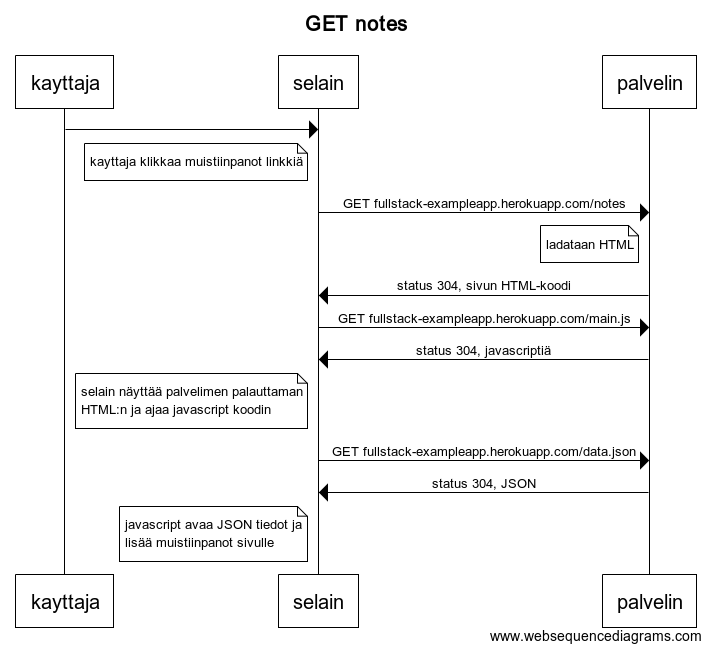 GET notes
kayttaja
selain
palvelin
kayttaja klikkaa muistiinpanot linkkiä
GET fullstack-exampleapp.herokuapp.com/notes
ladataan HTML
status 304, sivun HTML-koodi
GET fullstack-exampleapp.herokuapp.com/main.js
status 304, javascriptiä
selain näyttää palvelimen palauttaman
HTML:n ja ajaa javascript koodin
GET fullstack-exampleapp.herokuapp.com/data.json
status 304, JSON
javascript avaa JSON tiedot ja
lisää muistiinpanot sivulle
kayttaja
selain
palvelin
www.websequencediagrams.com